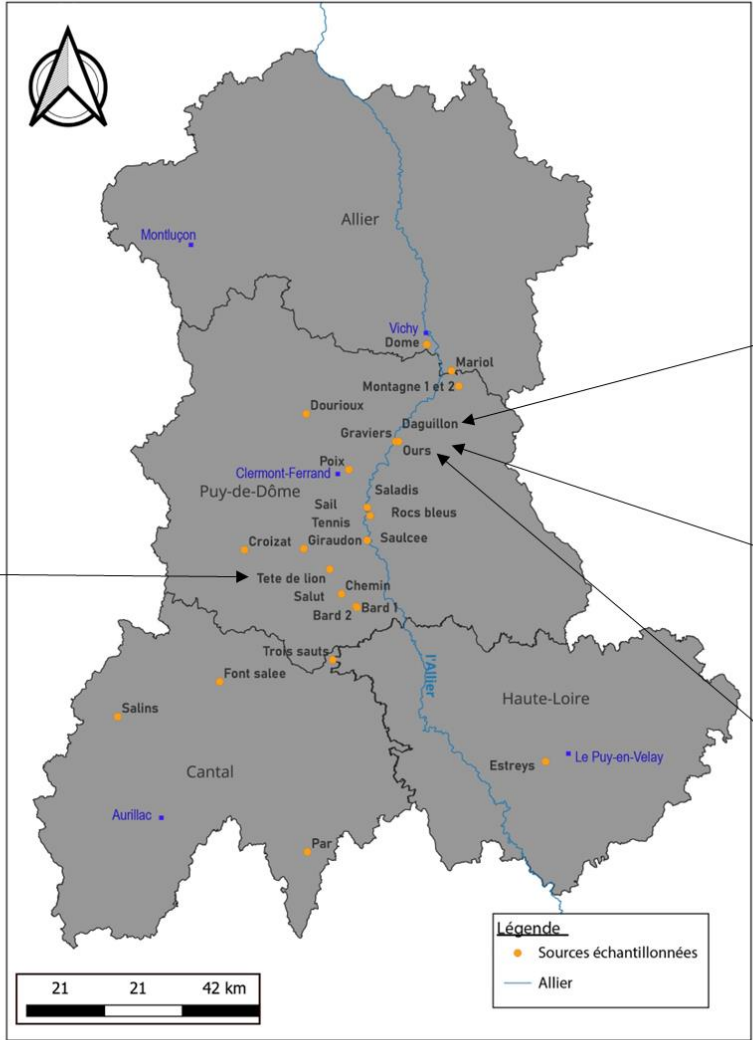 Allier
Montluçon
Vichy
Dome
Mariol
Montagne 1 et 2
Dourioux
Daguillon
Graviers
Ours
Poix
Clermont-Ferrand
Puy-de-Dôme
Saladis
Sail
Rocs bleus
Tennis
Croizat
Giraudon
Saulcee
Tete de lion
Chemin
Salut
Bard 1
Bard 2
Trois sauts
l'Allier
Font salee
Haute-Loire
Salins
Le Puy-en-Velay
Estreys
Cantal
Aurillac
Par
Légende
Sources échantillonnées
Allier
21 21 42 km